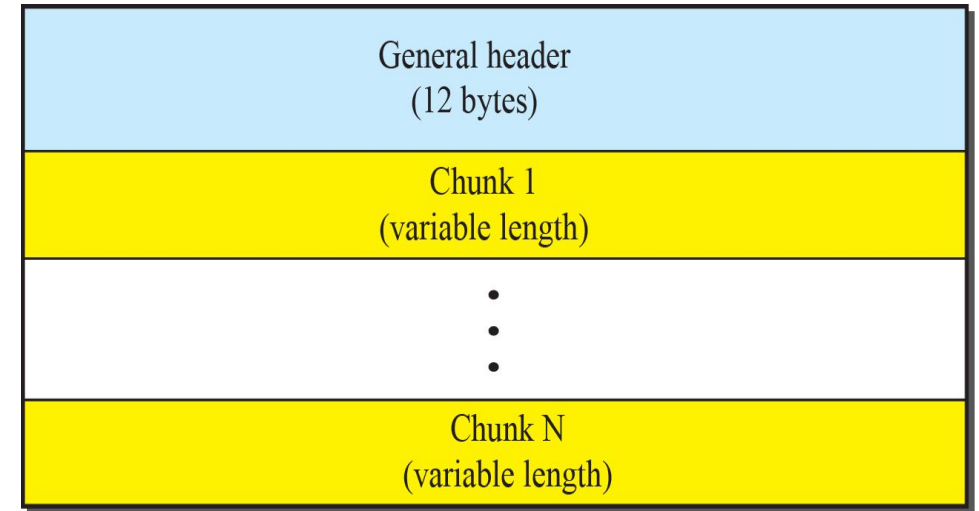 General header
(12 bytes)
Chunk 1
(variable length)
Chunk N
(variable length)